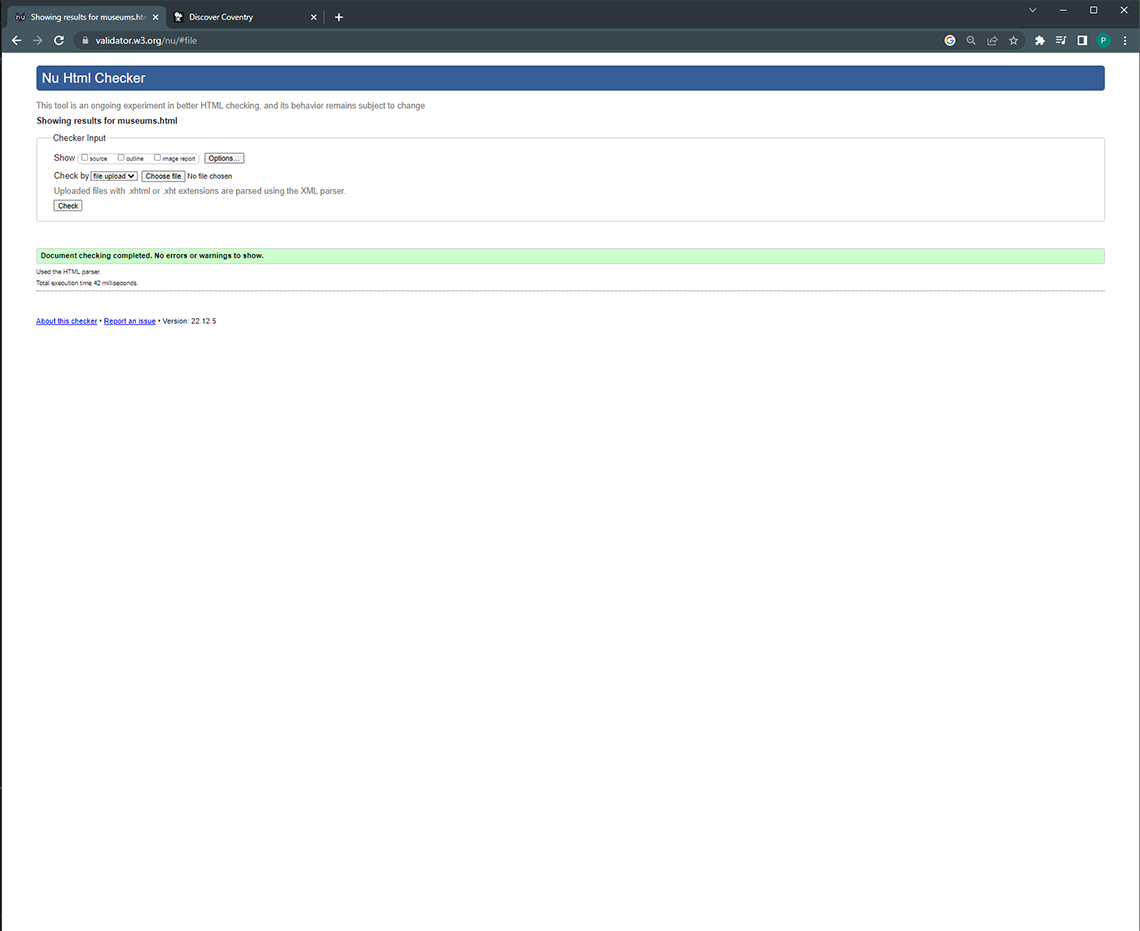 nu Showing results for museums.htm
Discover Coventry
validator.w3.org/nu/#file
P
Nu Html Checker
This tool is an ongoing experiment in better HTML checking, and its behavior remains subject to change
Showing results for museums.html
Checker Input
Show source outline image report Options...
Check by file upload Choose file No file chosen
Uploaded files with .xhtml or .xht extensions are parsed using the XML parser.
Check
Document checking completed. No errors or warnings to show.
Used the HTML parser.
Total execution time 42 milliseconds.
About this checker • Report an issue • Version: 22.12.5